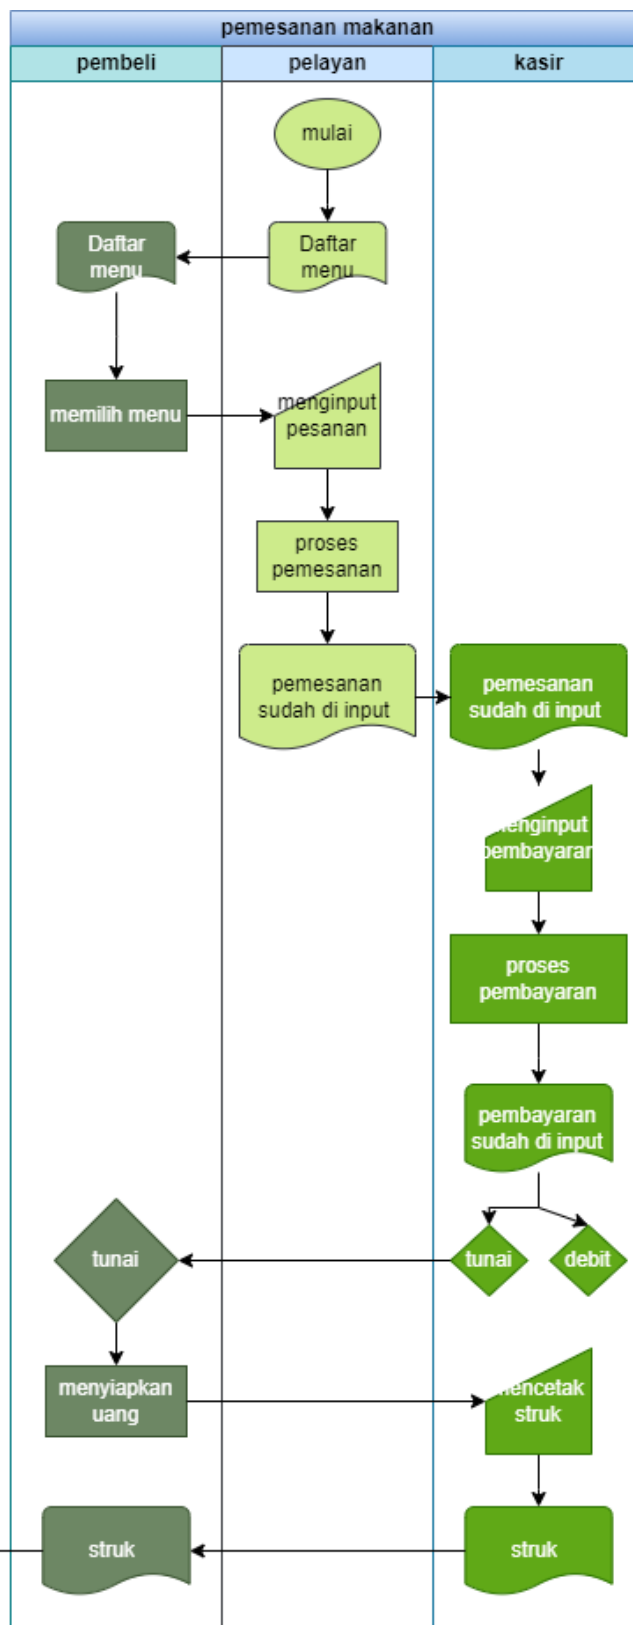 pemesanan makanan
pembeli
pelayan
kasir
mulai
Daftar
menu
Daftar
menu
memilih menu
menginput
pesanan
proses
pemesanan
pemesanan
sudah di input
pemesanan
sudah di input
menginput
pembayaran
proses
pembayaran
pembayaran
sudah di input
tunai
tunai
debit
menyiapkan
uang
mencetak
struk
struk
struk